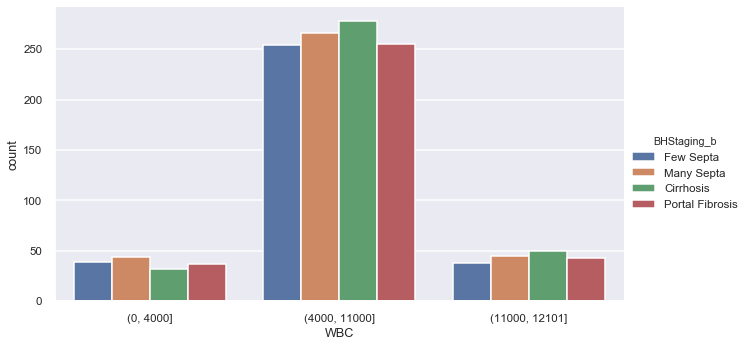 count
250
200
150
100
50
0
(0, 4000]
(4000, 11000]
(11000, 12101]
WBC
BHStaging_b
Few Septa
Many Septa
Cirrhosis
Portal Fibrosis